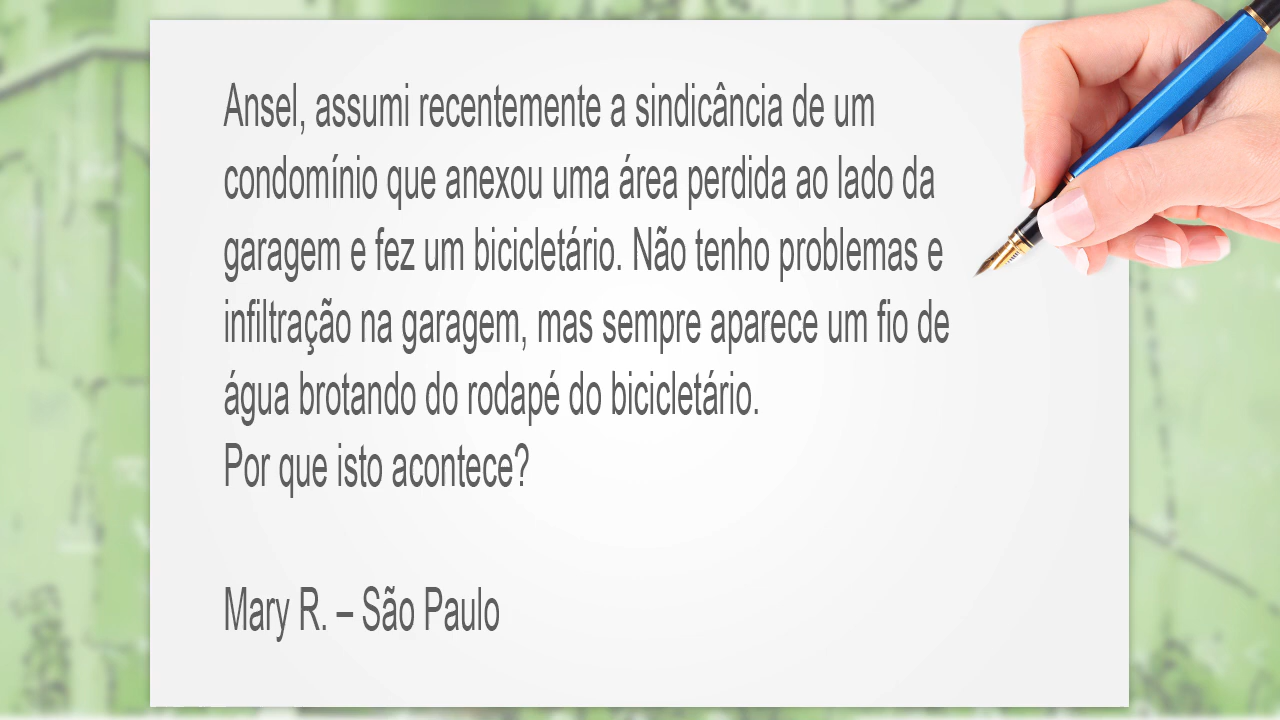 Ansel, assumi recentemente a sindicância de um
condomínio que anexou uma área perdida ao lado da
garagem e fez um bicicletário. Não tenho problemas e
infiltração na garagem, mas sempre aparece um fio de
água brotando do rodapé do bicicletário.
Por que isto acontece?
Mary R. – São Paulo